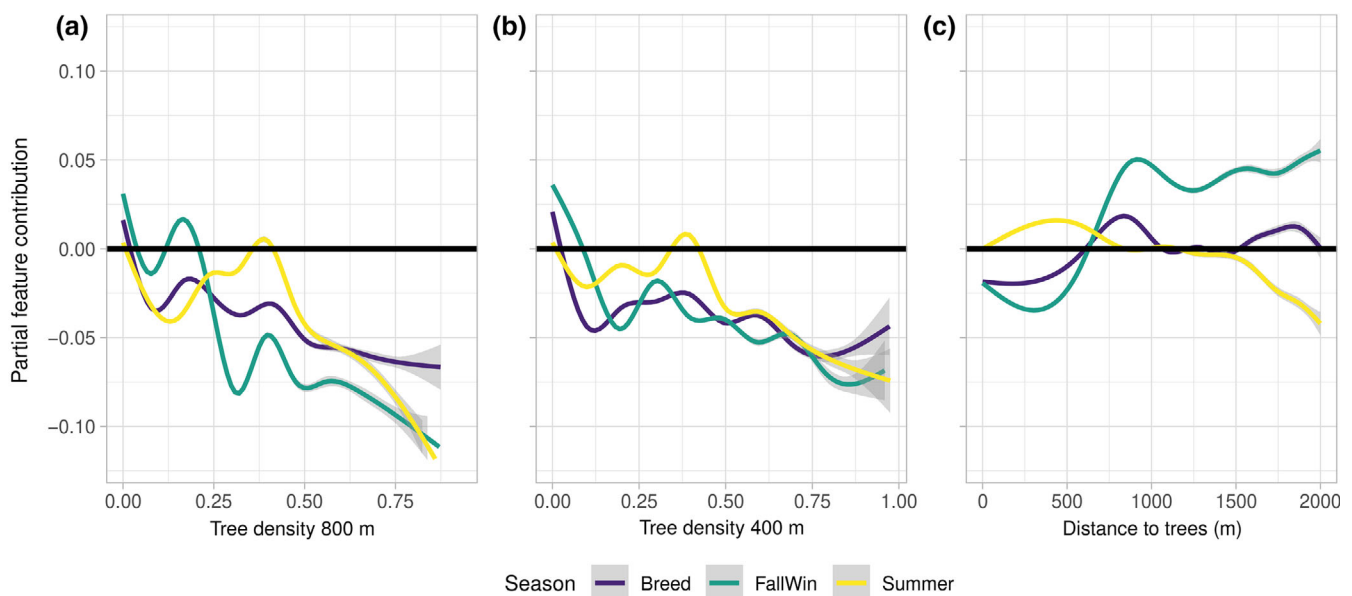 (a)
(b)
(c)
Partial feature contribution
0.10
0.05
0.00
−0.05
−0.10
0.00 0.25 0.50 0.75
0.00 0.25 0.50 0.75 1.00
0 500 1000 1500 2000
Tree density 800 m
Tree density 400 m
Distance to trees (m)
Season Breed FallWin Summer